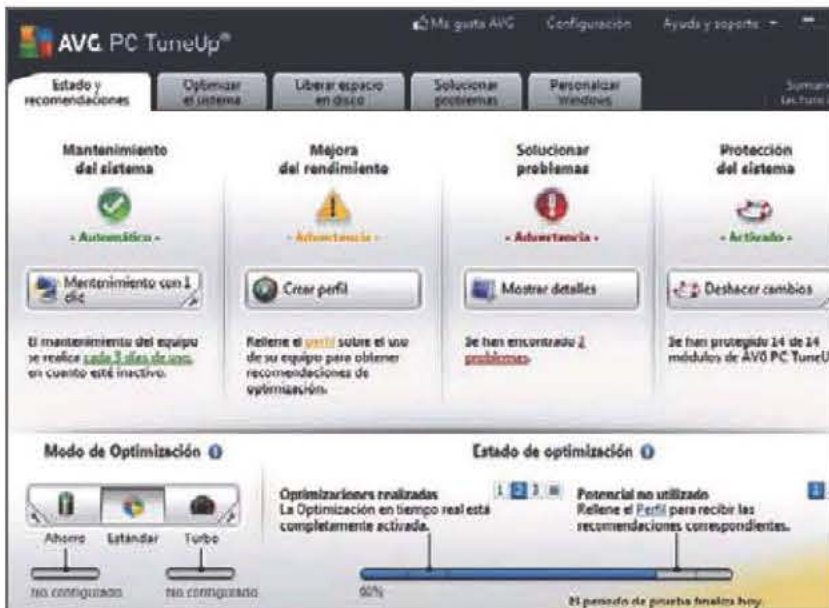 Me gusta AVG Configuración Ayuda y soporte
AVG PC TuneUp®
Estado y
recomendaciones
Optimizar
el sistema
Liberar espacio
en disco
Solucionar
problemas
Personalizar
Windows
Mantenimiento
del sistema
- Automático -
Mantenimiento con 1
clic
El mantenimiento del equipo
se realiza cada 3 días de uso,
en cuanto esté inactivo.
Mejora
del rendimiento
- Advertencia -
Crear perfil
Rellene el perfil sobre el uso
de su equipo para obtener
recomendaciones de
optimización.
Solucionar
problemas
- Advertencia -
Mostrar detalles
Se han encontrado 2
problemas.
Protección
del sistema
- Activado -
Deshacer cambios
Se han protegido 14 de 14
módulos de AVG PC TuneU
Modo de Optimización
Ahorro Estándar Turbo
No configurado No configurado
Estado de optimización
Optimizaciones realizadas 1 2 3
La Optimización en tiempo real está
completamente activada.
Potencial no utilizado
Rellene el Perfil para recibir las
recomendaciones correspondientes.
El periodo de prueba finaliza hoy.